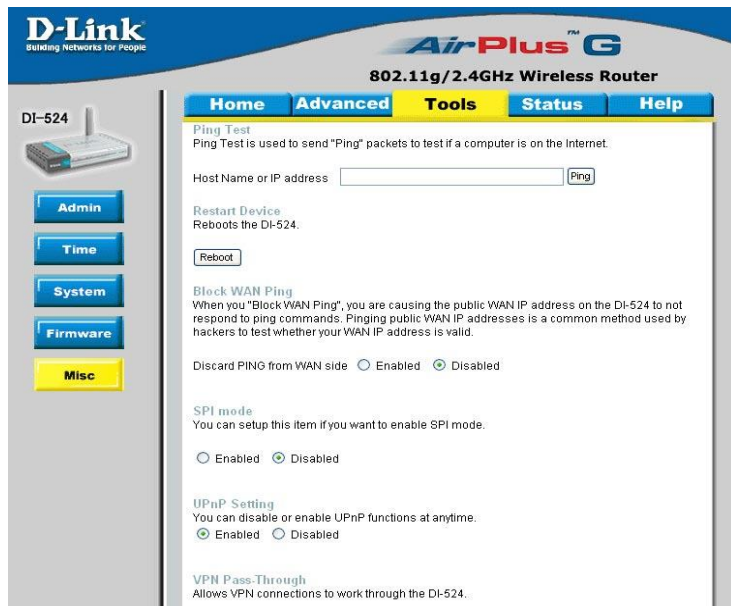 D-Link
Building Networks for People
AirPlus G
TM
802.11g/2.4GHz Wireless Router
DI-524
Home Advanced Tools Status Help
Admin
Time
System
Firmware
Misc
Ping Test
Ping Test is used to send "Ping" packets to test if a computer is on the Internet.
Host Name or IP address Ping
Restart Device
Reboots the DI-524.
Reboot
Block WAN Ping
When you "Block WAN Ping", you are causing the public WAN IP address on the DI-524 to not
respond to ping commands. Pinging public WAN IP addresses is a common method used by
hackers to test whether your WAN IP address is valid.
Discard PING from WAN side Enabled Disabled
SPI mode
You can setup this item if you want to enable SPI mode.
Enabled Disabled
UPnP Setting
You can disable or enable UPnP functions at anytime.
Enabled Disabled
VPN Pass-Through
Allows VPN connections to work through the DI-524.